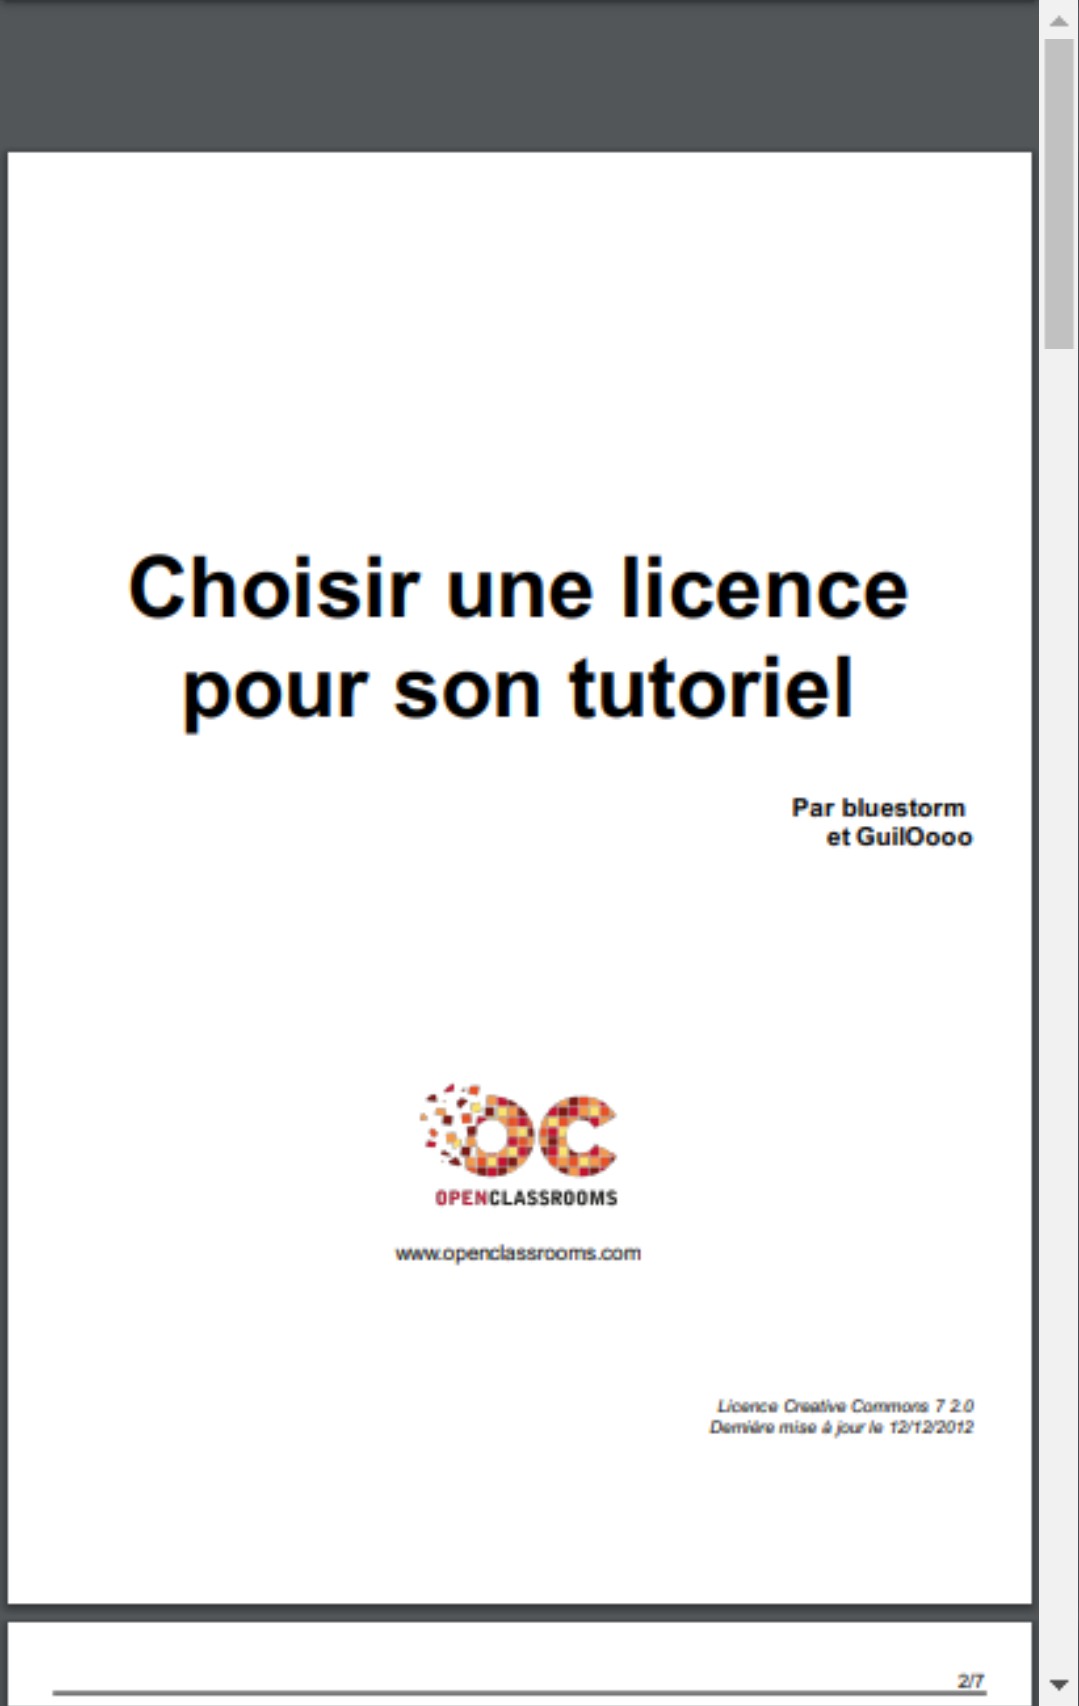 Choisir une licence
pour son tutoriel
Par bluestorm
et GuilOooo
OPENCLASSROOMS
www.openclassrooms.com
Licence Creative Commons 7 2.0
Dernière mise à jour le 12/12/2012
2/7